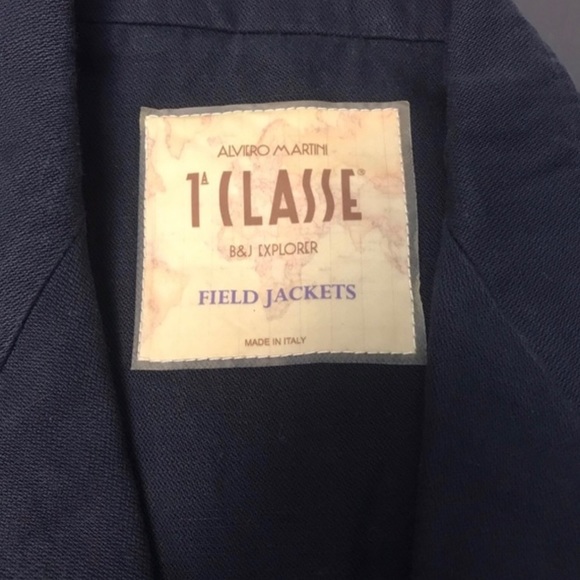 ALVIERO MARTINI
1ᴬ CLASSE®
B&J EXPLORER
FIELD JACKETS
MADE IN ITALY